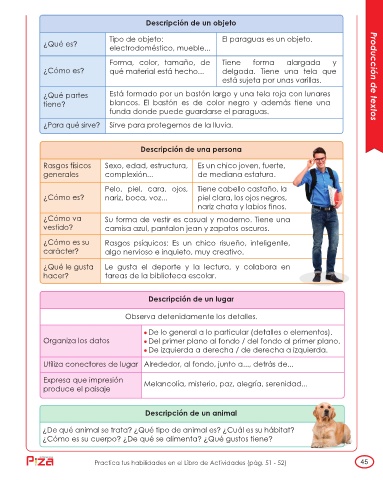 Descripción de un objeto
¿Qué es?
Tipo de objeto:
electrodoméstico, mueble...
El paraguas es un objeto.
¿Cómo es?
Forma, color, tamaño, de
qué material está hecho...
Tiene forma alargada y
delgada. Tiene una tela que
está sujeta por unas varillas.
¿Qué partes
tiene?
Está formado por un bastón largo y una tela roja con lunares
blancos. El bastón es de color negro y además tiene una
funda donde puede guardarse el paraguas.
¿Para qué sirve?
Sirve para protegernos de la lluvia.
Producción de textos
Descripción de una persona
Rasgos físicos
generales
Sexo, edad, estructura,
complexión...
Es un chico joven, fuerte,
de mediana estatura.
¿Cómo es?
Pelo, piel, cara, ojos,
nariz, boca, voz...
Tiene cabello castaño, la
piel clara, los ojos negros,
nariz chata y labios finos.
¿Cómo va
vestido?
Su forma de vestir es casual y moderno. Tiene una
camisa azul, pantalon jean y zapatos oscuros.
¿Cómo es su
carácter?
Rasgos psíquicos: Es un chico risueño, inteligente,
algo nervioso e inquieto, muy creativo.
¿Qué le gusta
hacer?
Le gusta el deporte y la lectura, y colabora en
tareas de la biblioteca escolar.
Descripción de un lugar
Observa detenidamente los detalles.
Organiza los datos
• De lo general a lo particular (detalles o elementos).
• Del primer plano al fondo / del fondo al primer plano.
• De izquierda a derecha / de derecha a izquierda.
Utiliza conectores de lugar
Alrededor, al fondo, junto a..., detrás de...
Expresa que impresión
produce el paisaje
Melancolía, misterio, paz, alegría, serenidad...
Descripción de un animal
¿De qué animal se trata? ¿Qué tipo de animal es? ¿Cuál es su hábitat?
¿Cómo es su cuerpo? ¿De qué se alimenta? ¿Qué gustos tiene?
Pizza
Practica tus habilidades en el Libro de Actividades (pág. 51 - 52)
45